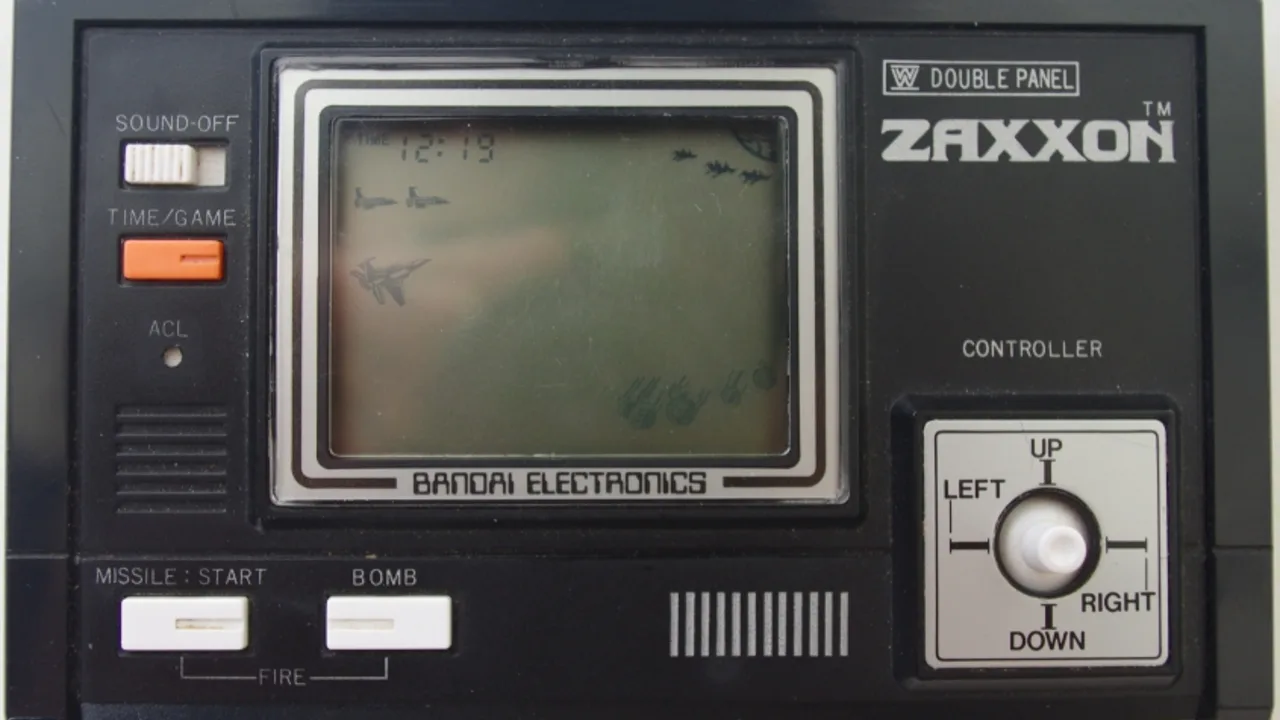 SOUND-OFF
TIME/GAME
ACL
TIME 12:19
W DOUBLE PANEL
ZAXXON TM
BANDAI ELECTRONICS
CONTROLLER
UP
LEFT
RIGHT
DOWN
MISSILE : START
BOMB
FIRE